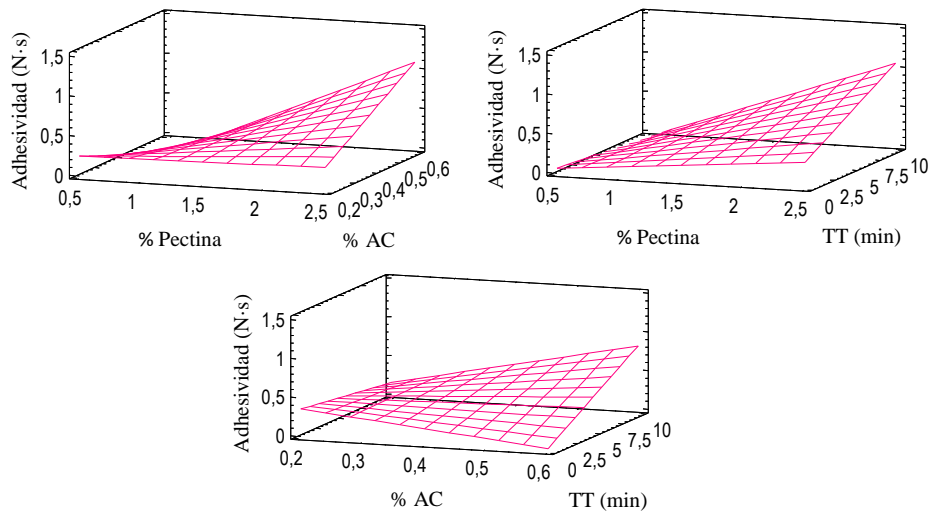 Adhesividad (N·s)
1,5
1
0,5
0
0,5 1 1,5 2 2,5
0,2 0,3 0,4 0,5 0,6
% Pectina
% AC
Adhesividad (N·s)
1,5
1
0,5
0
0,5 1 1,5 2 2,5
0 2,5 5 7,5 10
% Pectina
TT (min)
Adhesividad (N·s)
1,5
1
0,5
0
0,2 0,3 0,4 0,5 0,6
0 2,5 5 7,5 10
% AC
TT (min)